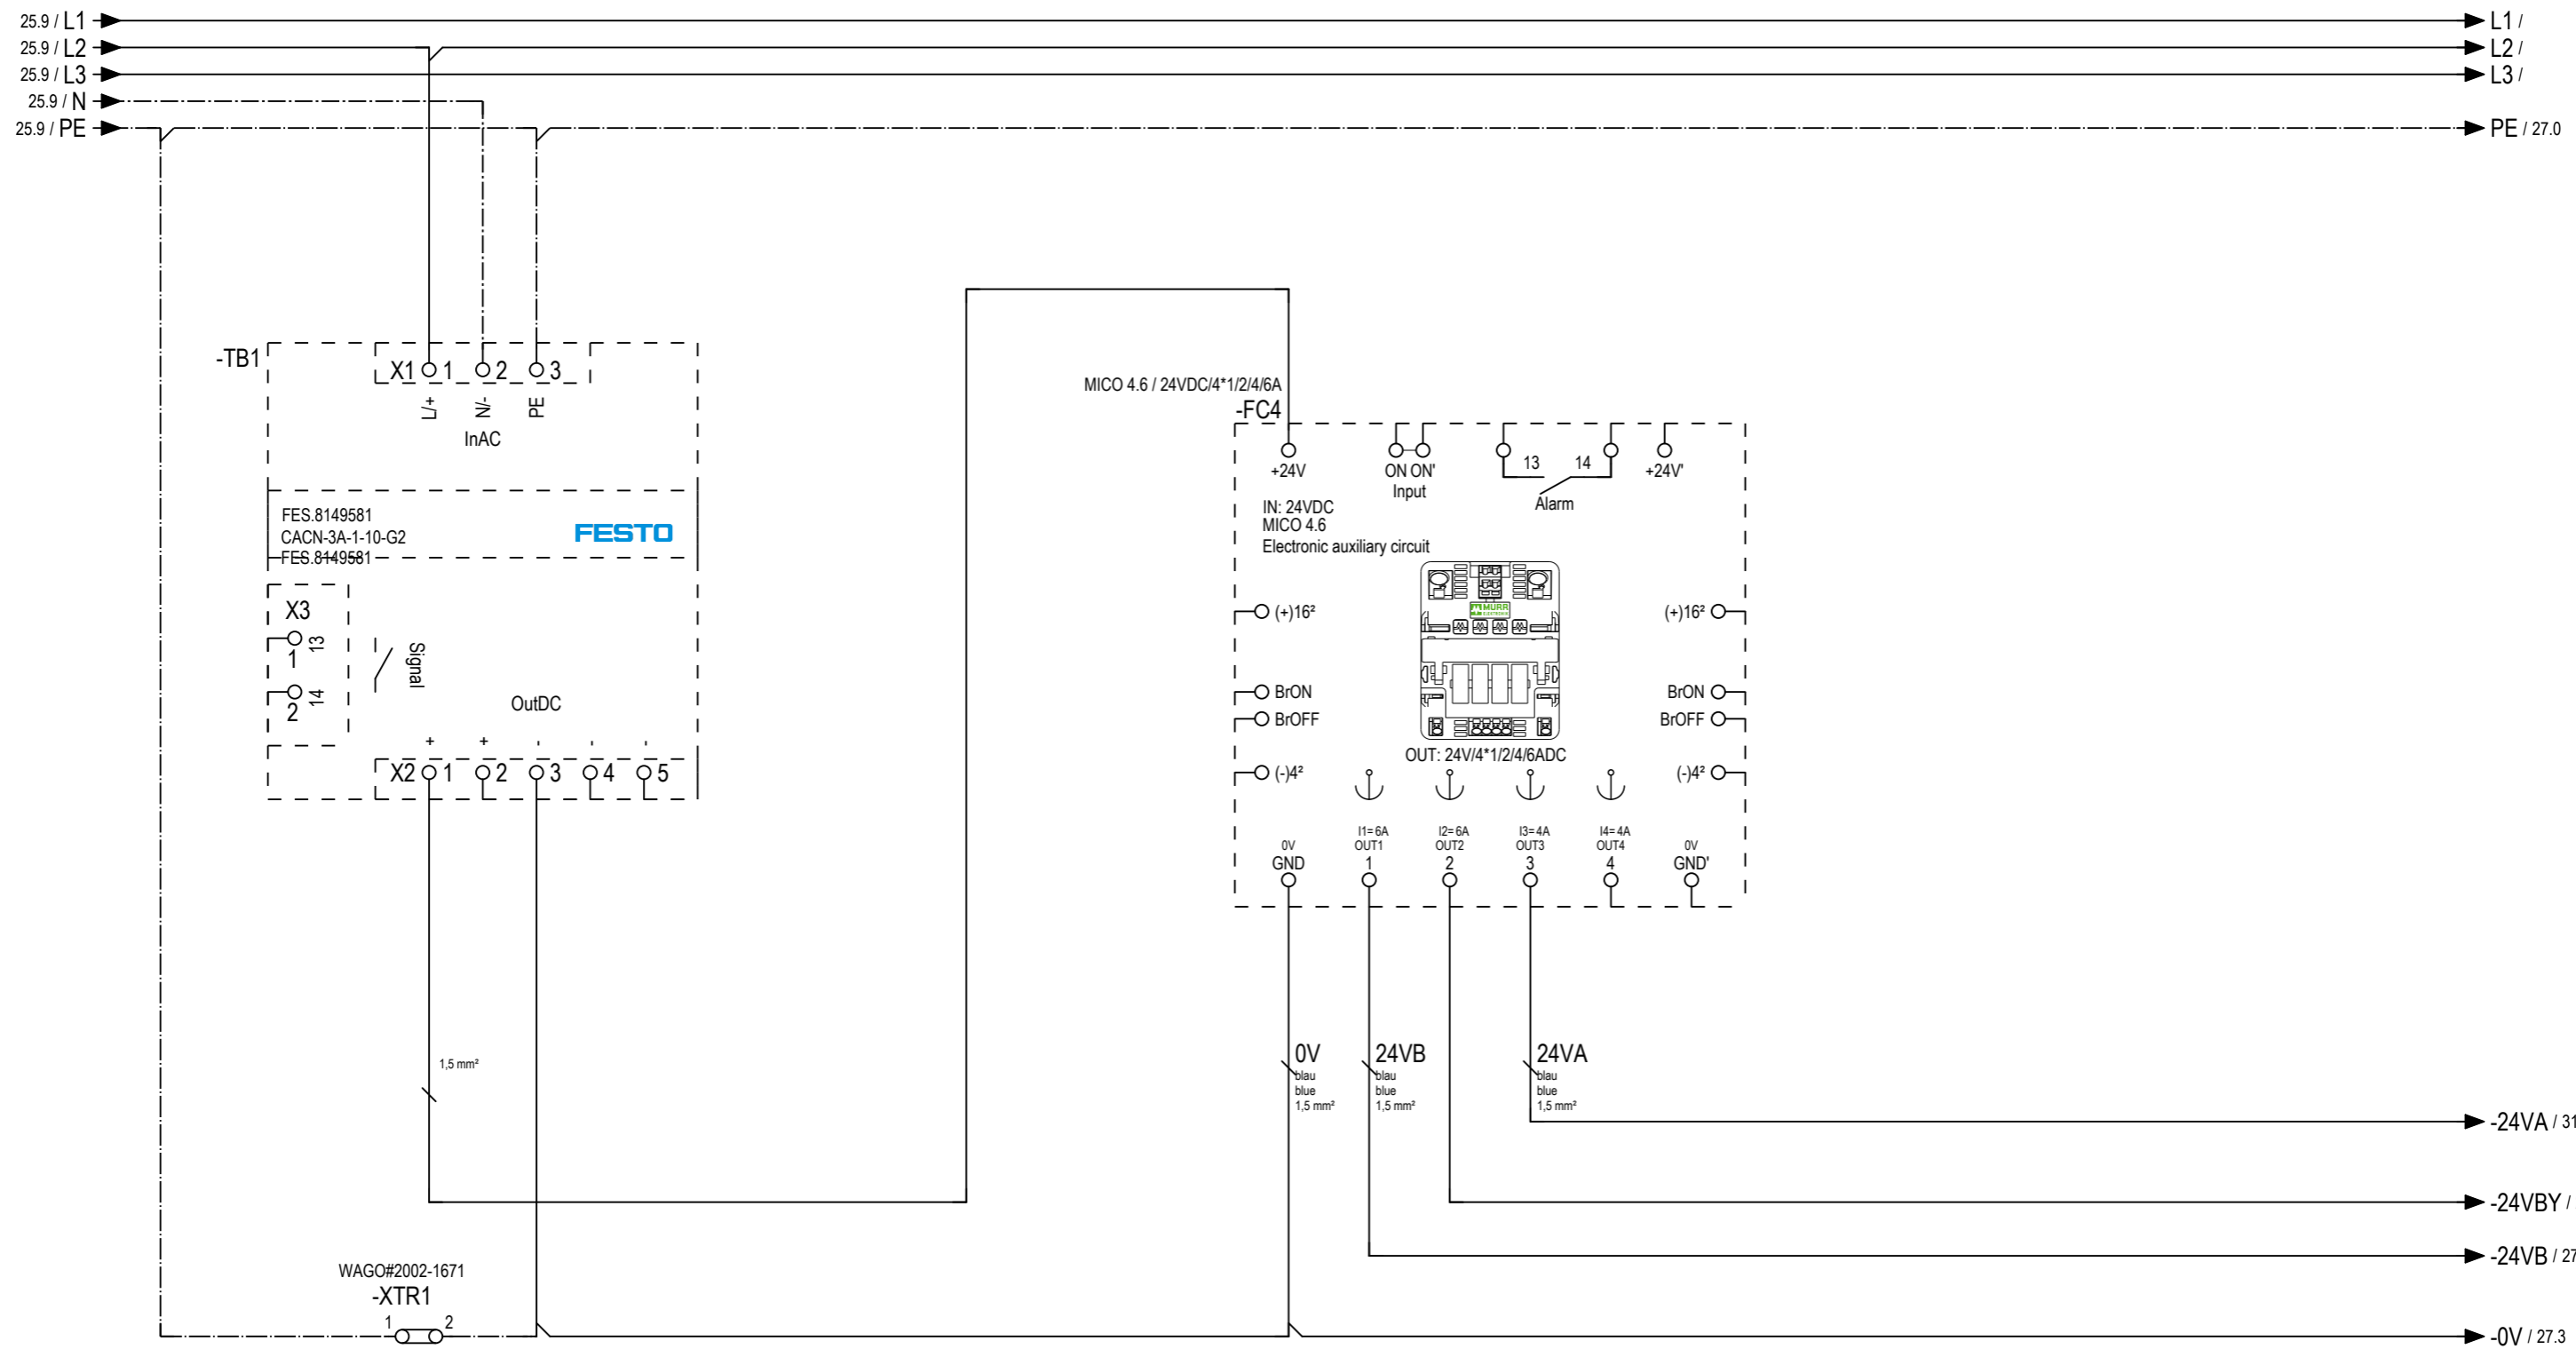 25.9 / L1
L1 /
25.9 / L2
L2 /
25.9 / L3
L3 /
25.9 / N
25.9 / PE
PE / 27.0
-TB1
X1 1 2 3
L/+ N/- PE
InAC
FES.8149581
CACN-3A-1-10-G2
FES.8149581
FESTO
X3
13
1
14
2
Signal
OutDC
+ + - - -
X2 1 2 3 4 5
1,5 mm²
WAGO#2002-1671
-XTR1
1 2
MICO 4.6 / 24VDC/4*1/2/4/6A
-FC4
+24V
ON ON'
Input
13 14
Alarm
+24V'
IN: 24VDC
MICO 4.6
Electronic auxiliary circuit
MURR
ELEKTRONIK
(+)16²
(+)16²
BrON
BrON
BrOFF
BrOFF
OUT: 24V/4*1/2/4/6ADC
(-)4²
(-)4²
I1=6A I2=6A I3=4A I4=4A
0V OUT1 OUT2 OUT3 OUT4 0V
GND 1 2 3 4 GND'
0V
blau
blue
1,5 mm²
24VB
blau
blue
1,5 mm²
24VA
blau
blue
1,5 mm²
-24VA / 31
-24VBY /
-24VB / 27
-0V / 27.3